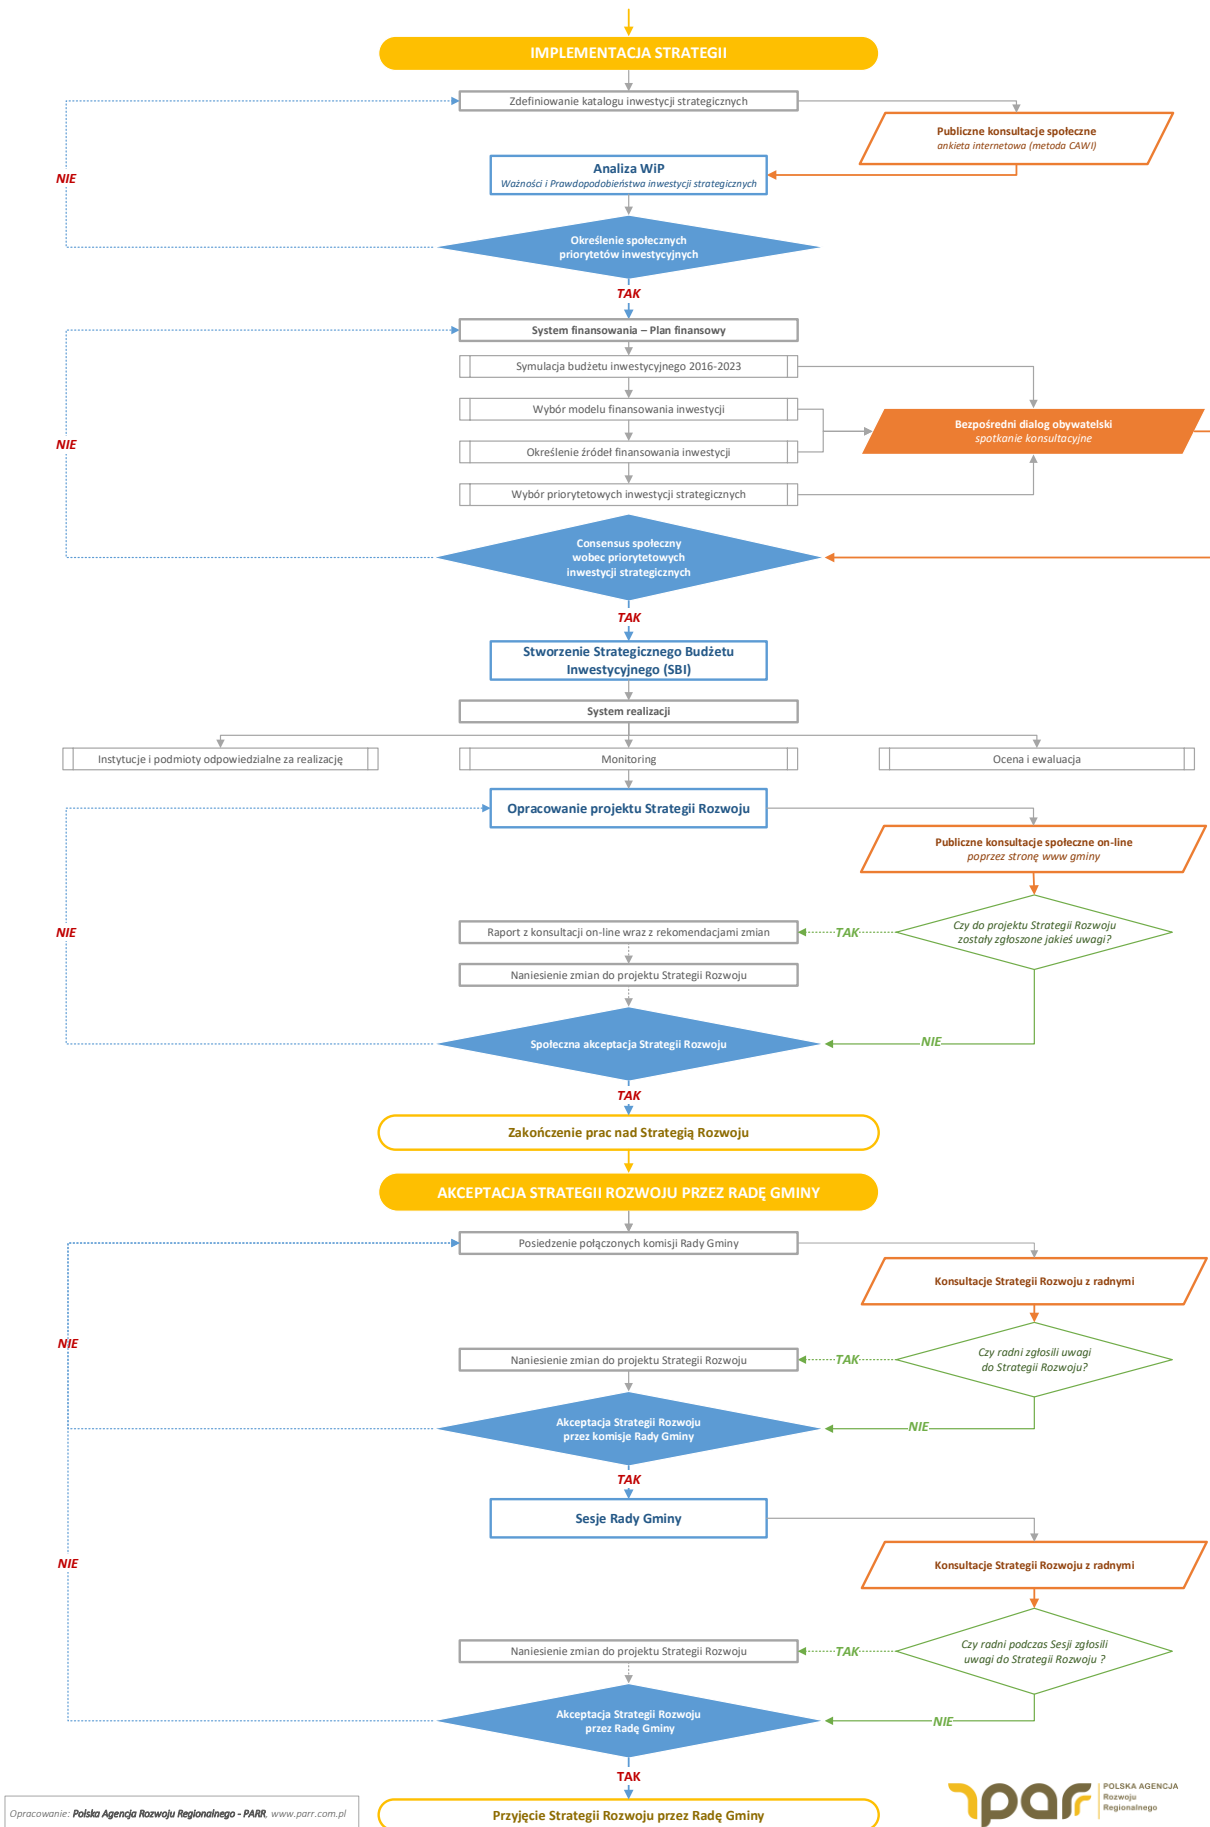 IMPLEMENTACJA STRATEGII
Zdefiniowanie katalogu inwestycji strategicznych
Publiczne konsultacje społeczne
ankieta internetowa (metoda CAWI)
Analiza WiP
Ważności i Prawdopodobieństwa inwestycji strategicznych
NIE
Określenie społecznych
priorytetów inwestycyjnych
TAK
System finansowania – Plan finansowy
Symulacja budżetu inwestycyjnego 2016-2023
Wybór modelu finansowania inwestycji
Bezpośredni dialog obywatelski
spotkanie konsultacyjne
NIE
Określenie źródeł finansowania inwestycji
Wybór priorytetowych inwestycji strategicznych
Consensus społeczny
wobec priorytetowych
inwestycji strategicznych
TAK
Stworzenie Strategicznego Budżetu
Inwestycyjnego (SBI)
System realizacji
Instytucje i podmioty odpowiedzialne za realizację
Monitoring
Ocena i ewaluacja
Opracowanie projektu Strategii Rozwoju
Publiczne konsultacje społeczne on-line
poprzez stronę www gminy
Czy do projektu Strategii Rozwoju
zostały zgłoszone jakieś uwagi?
TAK
Raport z konsultacji on-line wraz z rekomendacjami zmian
NIE
Naniesienie zmian do projektu Strategii Rozwoju
Społeczna akceptacja Strategii Rozwoju
NIE
TAK
Zakończenie prac nad Strategią Rozwoju
AKCEPTACJA STRATEGII ROZWOJU PRZEZ RADĘ GMINY
Posiedzenie połączonych komisji Rady Gminy
Konsultacje Strategii Rozwoju z radnymi
NIE
Czy radni zgłosili uwagi
do Strategii Rozwoju?
TAK
Naniesienie zmian do projektu Strategii Rozwoju
Akceptacja Strategii Rozwoju
przez komisje Rady Gminy
NIE
TAK
Sesje Rady Gminy
Konsultacje Strategii Rozwoju z radnymi
NIE
Czy radni podczas Sesji zgłosili
uwagi do Strategii Rozwoju ?
TAK
Naniesienie zmian do projektu Strategii Rozwoju
Akceptacja Strategii Rozwoju
przez Radę Gminy
NIE
TAK
Przyjęcie Strategii Rozwoju przez Radę Gminy
Opracowanie: Polska Agencja Rozwoju Regionalnego - PARR, www.parr.com.pl
parr
POLSKA AGENCJA
Rozwoju
Regionalnego